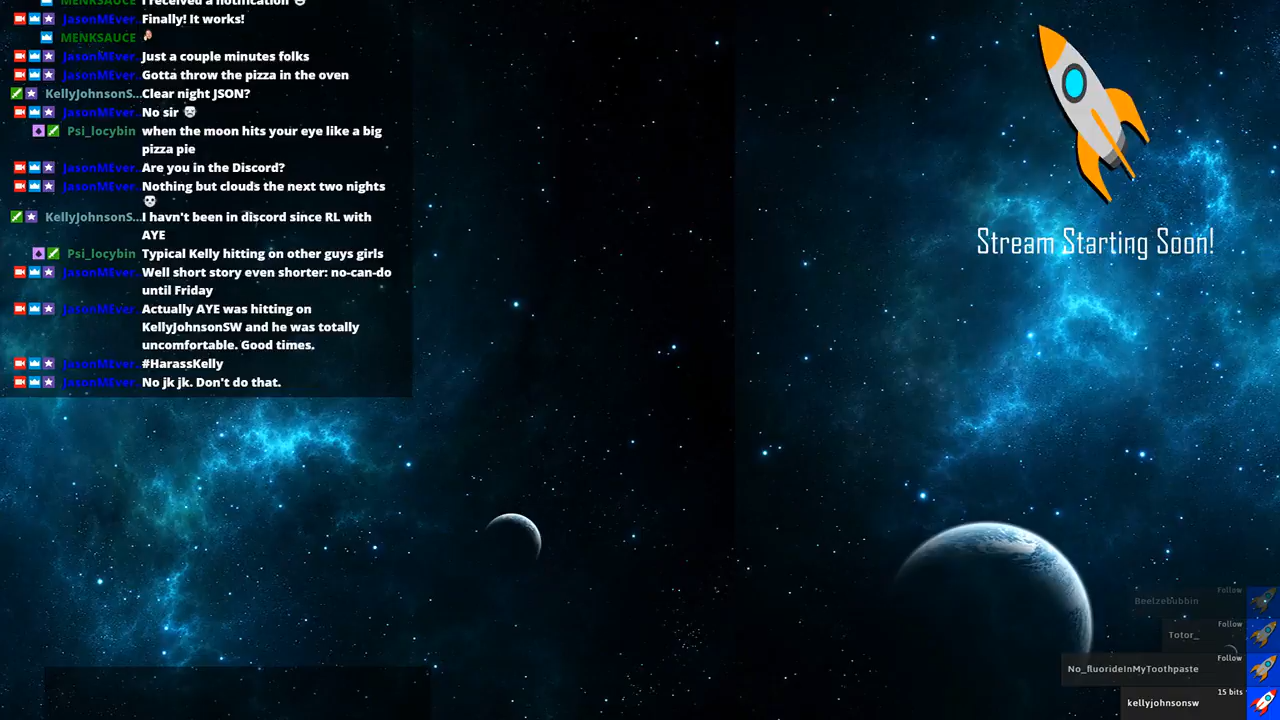 I received a notification
JasonMEver... Finally! It works!
MENKSAUCE
JasonMEver... Just a couple minutes folks
JasonMEver... Gotta throw the pizza in the oven
KellyJohnsonS... Clear night JSON?
JasonMEver... No sir
Psi_locybin when the moon hits your eye like a big
pizza pie
JasonMEver... Are you in the Discord?
JasonMEver... Nothing but clouds the next two nights
KellyJohnsonS... I havn't been in discord since RL with
AYE
Psi_locybin Typical Kelly hitting on other guys girls
JasonMEver... Well short story even shorter: no-can-do
until Friday
JasonMEver... Actually AYE was hitting on
KellyJohnsonSW and he was totally
uncomfortable. Good times.
JasonMEver... #HarassKelly
JasonMEver... No jk jk. Don't do that.
Stream Starting Soon!
Follow
Beelzebubbin
Follow
Totor_
Follow
No_fluorideInMyToothpaste
15 bits
kellyjohnsonsw